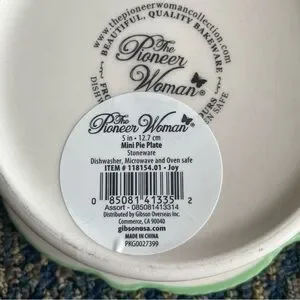 www.thepioneerwomancollection.com
BEAUTIFUL, QUALITY BAKEWARE
The
Pioneer
Woman
The
Pioneer Woman
5 in • 12.7 cm
Mini Pie Plate
Stoneware
Dishwasher, Microwave and Oven safe
ITEM # 118154.01 - Joy
0 85081 41335 2
Assort - 085081413314
Distributed by Gibson Overseas Inc.
Commerce, CA 90040
gibsonusa.com
MADE IN CHINA
PKG0027399